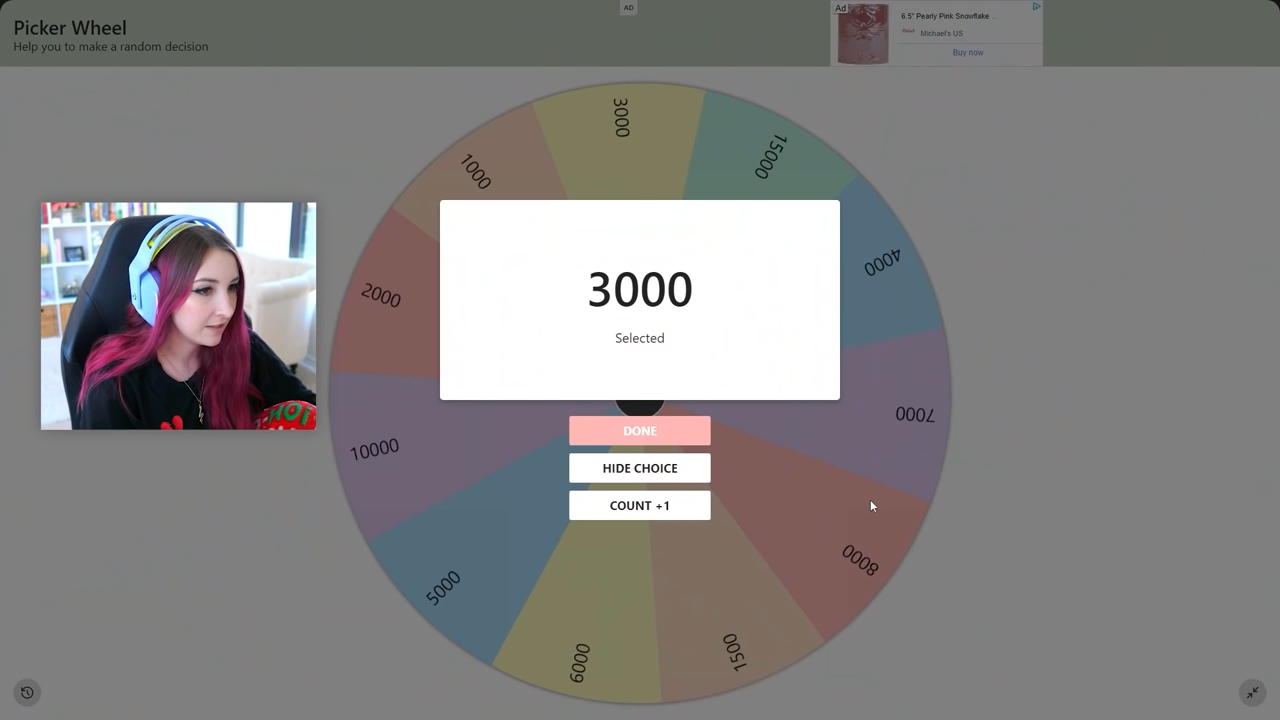 Picker Wheel
Help you to make a random decision
AD
Ad
6.5" Pearly Pink Snowflake ...
Michael's US
Buy now
3000
15000
1000
4000
2000
3000
Selected
7000
10000
DONE
HIDE CHOICE
COUNT +1
8000
5000
1500
6000